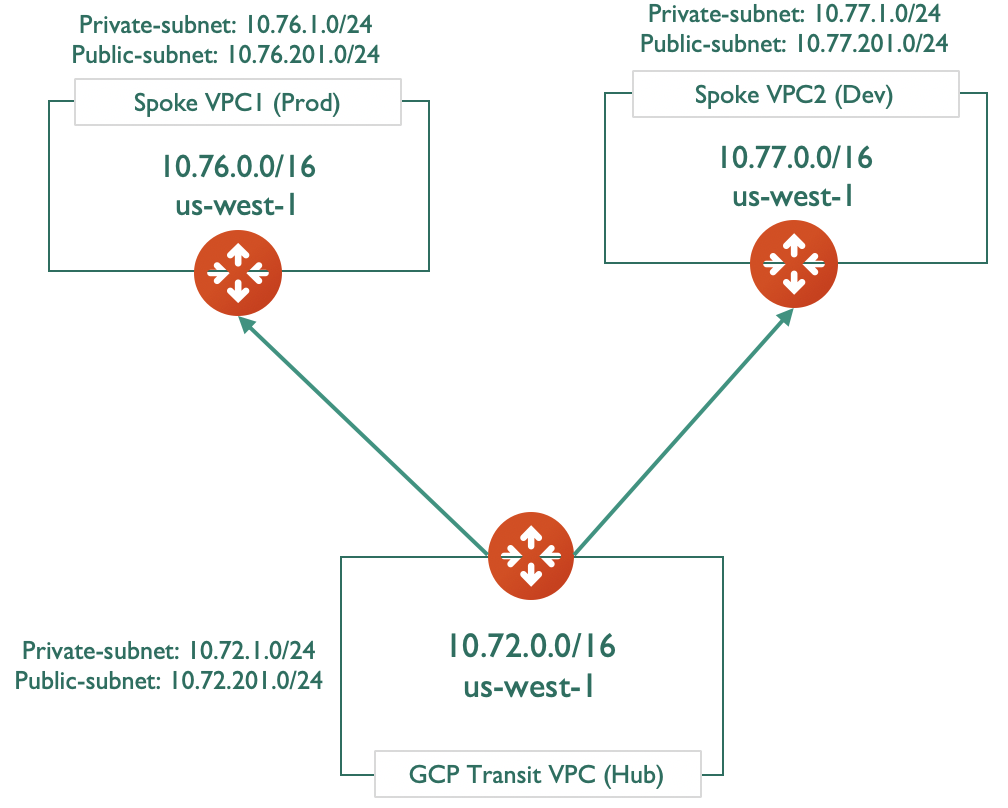 Private-subnet: 10.76.1.0/24
Public-subnet: 10.76.201.0/24
Spoke VPC1 (Prod)
10.76.0.0/16
us-west-1
Private-subnet: 10.77.1.0/24
Public-subnet: 10.77.201.0/24
Spoke VPC2 (Dev)
10.77.0.0/16
us-west-1
Private-subnet: 10.72.1.0/24
Public-subnet: 10.72.201.0/24
10.72.0.0/16
us-west-1
GCP Transit VPC (Hub)